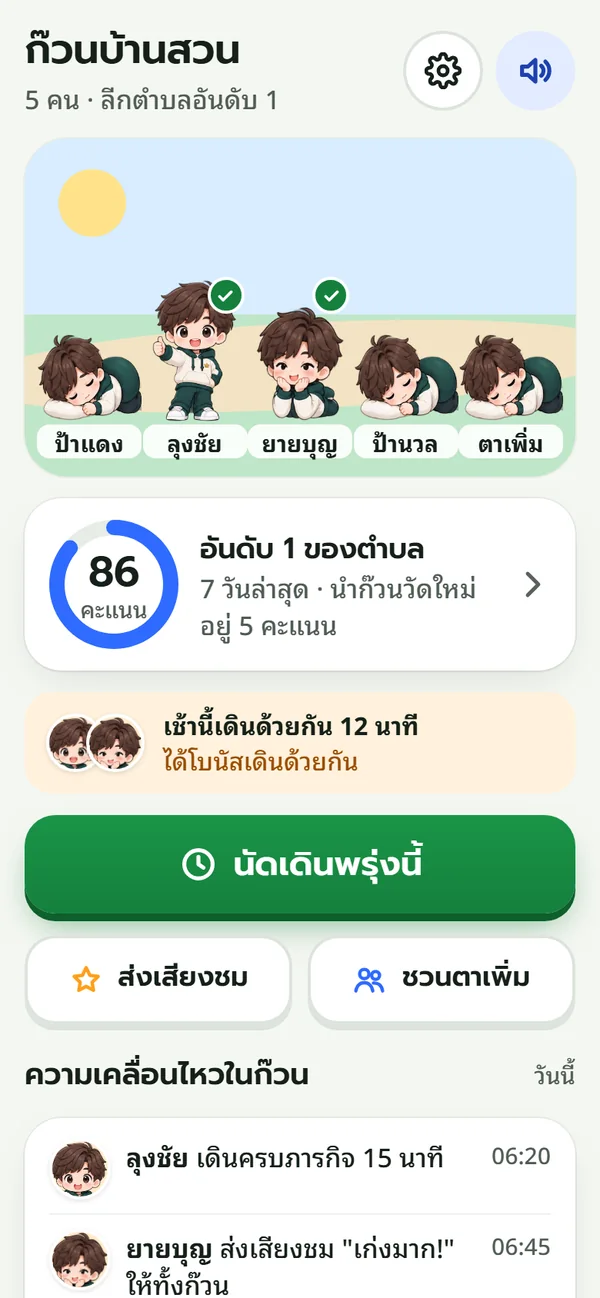 ก๊วนบ้านสวน
5 คน · ลีกตำบลอันดับ 1
ป้าแดง
ลุงชัย
ยายบุญ
ป้านวล
ตาเพิ่ม
86
คะแนน
อันดับ 1 ของตำบล
7 วันล่าสุด · นำก๊วนวัดใหม่
อยู่ 5 คะแนน
เช้านี้เดินด้วยกัน 12 นาที
ได้โบนัสเดินด้วยกัน
นัดเดินพรุ่งนี้
ส่งเสียงชม
ชวนตาเพิ่ม
ความเคลื่อนไหวในก๊วน
วันนี้
ลุงชัย เดินครบภารกิจ 15 นาที
06:20
ยายบุญ ส่งเสียงชม "เก่งมาก!"
06:45
ให้ทั้งก๊วน